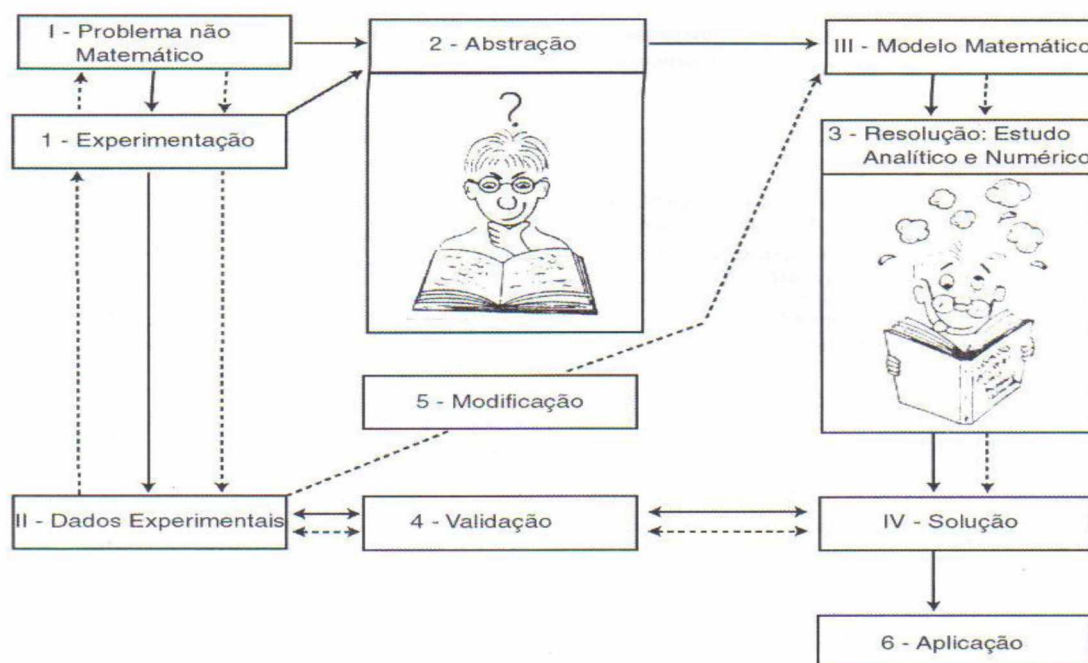 I - Problema não
Matemático
2 - Abstração
III - Modelo Matemático
1 - Experimentação
3 - Resolução: Estudo
Analítico e Numérico
?
5 - Modificação
II - Dados Experimentais
4 - Validação
IV - Solução
6 - Aplicação